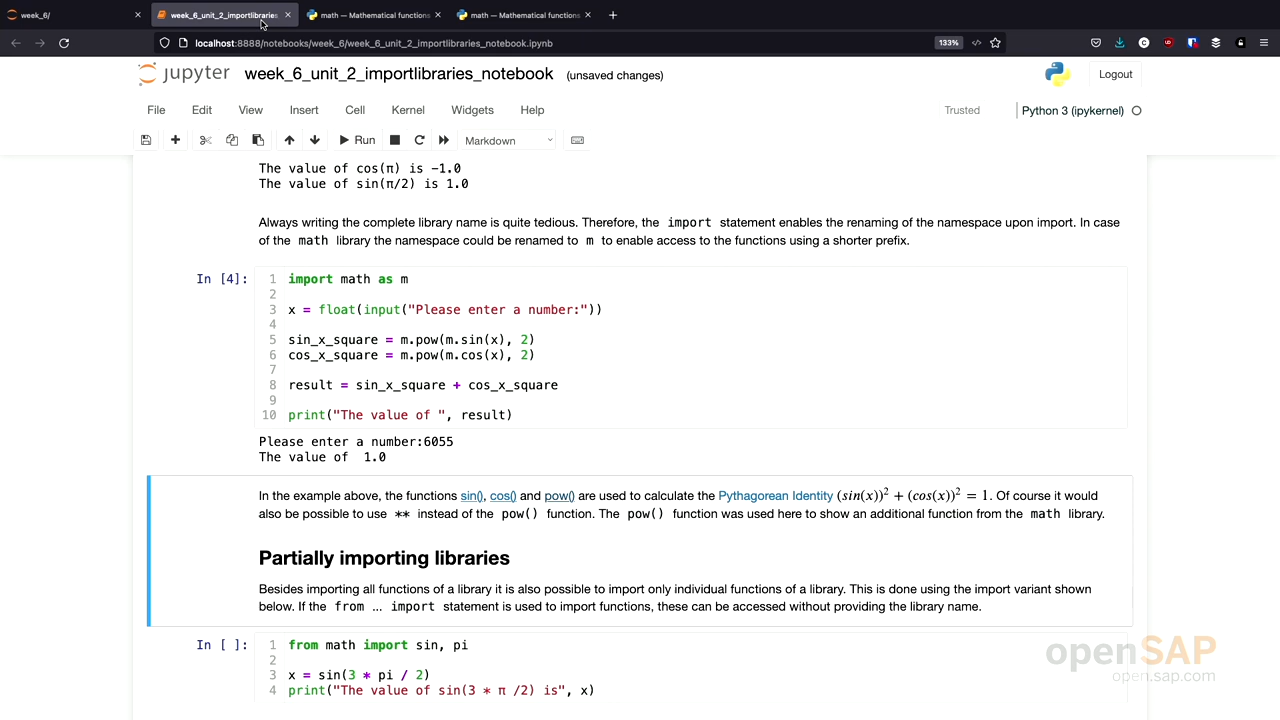 week_6/
week_6_unit_2_importlibraries
math — Mathematical functions
math — Mathematical functions
localhost:8888/notebooks/week_6/week_6_unit_2_importlibraries_notebook.ipynb
133%
jupyter week_6_unit_2_importlibraries_notebook (unsaved changes)
Logout
File Edit View Insert Cell Kernel Widgets Help
Trusted
Python 3 (ipykernel)
Run
Markdown
The value of cos(π) is -1.0
The value of sin(π/2) is 1.0
Always writing the complete library name is quite tedious. Therefore, the import statement enables the renaming of the namespace upon import. In case
of the math library the namespace could be renamed to m to enable access to the functions using a shorter prefix.
In [4]:
1 import math as m
2
3 x = float(input("Please enter a number:"))
4
5 sin_x_square = m.pow(m.sin(x), 2)
6 cos_x_square = m.pow(m.cos(x), 2)
7
8 result = sin_x_square + cos_x_square
9
10 print("The value of ", result)
Please enter a number:6055
The value of  1.0
In the example above, the functions sin(), cos() and pow() are used to calculate the Pythagorean Identity (sin(x))² + (cos(x))² = 1. Of course it would
also be possible to use ** instead of the pow() function. The pow() function was used here to show an additional function from the math library.
Partially importing libraries
Besides importing all functions of a library it is also possible to import only individual functions of a library. This is done using the import variant shown
below. If the from ... import statement is used to import functions, these can be accessed without providing the library name.
In [ ]:
1 from math import sin, pi
2
3 x = sin(3 * pi / 2)
4 print("The value of sin(3 * π /2) is", x)
openSAP
open.sap.com